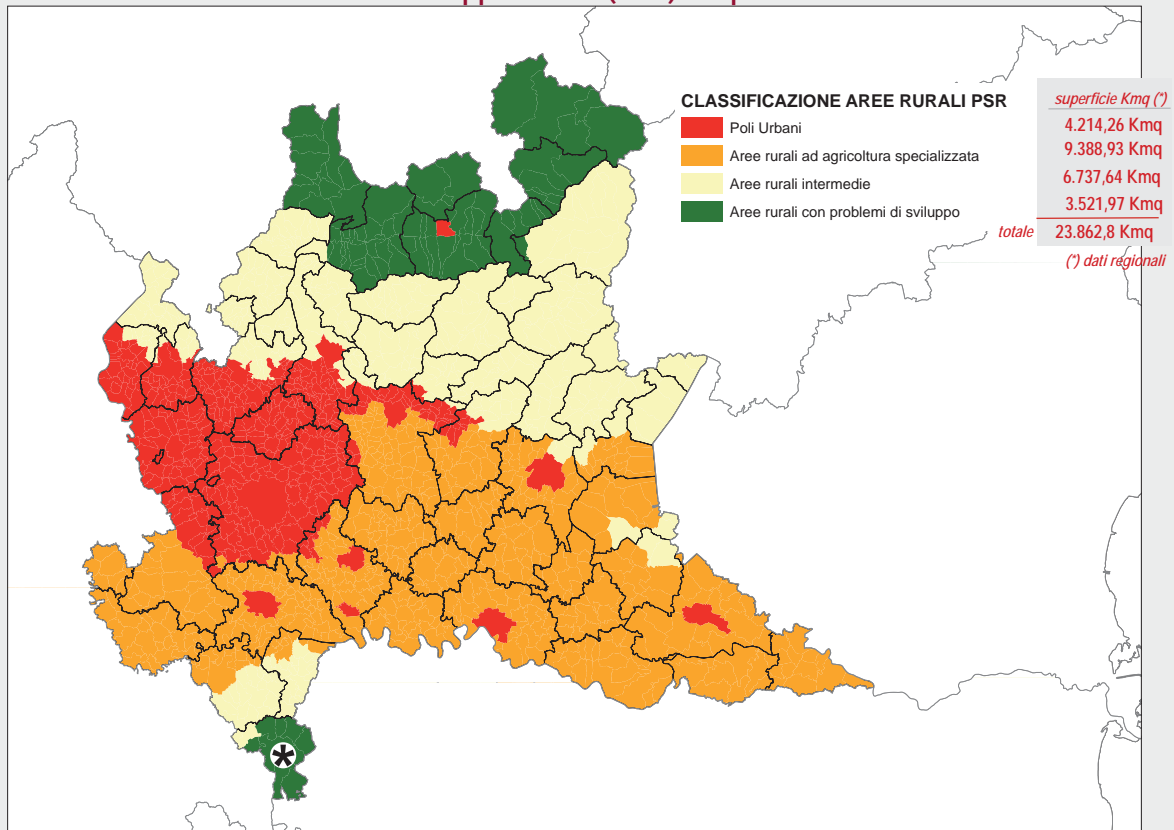 CLASSIFICAZIONE AREE RURALI PSR
superficie Kmq (*)
Poli Urbani
4.214,26 Kmq
Aree rurali ad agricoltura specializzata
9.388,93 Kmq
Aree rurali intermedie
6.737,64 Kmq
Aree rurali con problemi di sviluppo
3.521,97 Kmq
totale 23.862,8 Kmq
(*) dati regionali
*